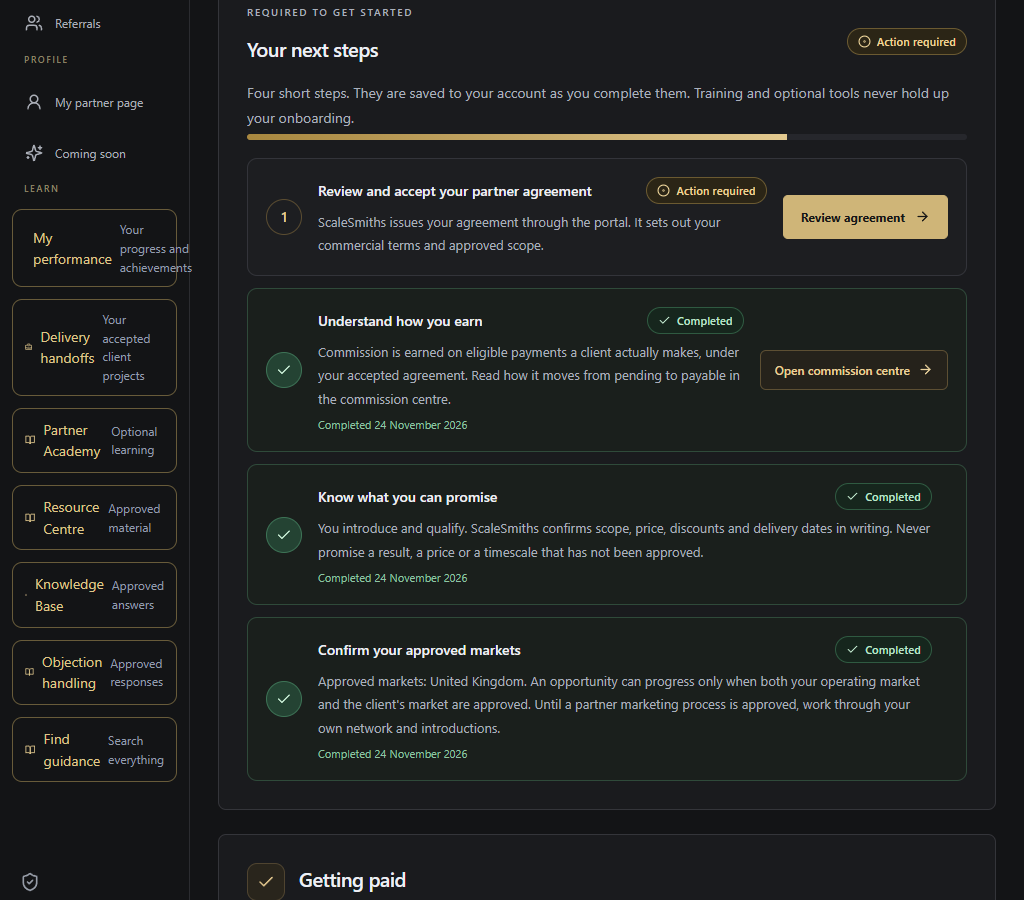 Referrals
PROFILE
My partner page
Coming soon
LEARN
My
performance
Your
progress and
achievements
Delivery
handoffs
Your
accepted
client
projects
Partner
Academy
Optional
learning
Resource
Centre
Approved
material
Knowledge
Base
Approved
answers
Objection
handling
Approved
responses
Find
guidance
Search
everything
REQUIRED TO GET STARTED
Your next steps
Action required
Four short steps. They are saved to your account as you complete them. Training and optional tools never hold up
your onboarding.
1
Review and accept your partner agreement
Action required
ScaleSmiths issues your agreement through the portal. It sets out your
commercial terms and approved scope.
Review agreement
Understand how you earn
Completed
Commission is earned on eligible payments a client actually makes, under
your accepted agreement. Read how it moves from pending to payable in
the commission centre.
Completed 24 November 2026
Open commission centre
Know what you can promise
Completed
You introduce and qualify. ScaleSmiths confirms scope, price, discounts and delivery dates in writing. Never
promise a result, a price or a timescale that has not been approved.
Completed 24 November 2026
Confirm your approved markets
Completed
Approved markets: United Kingdom. An opportunity can progress only when both your operating market
and the client's market are approved. Until a partner marketing process is approved, work through your
own network and introductions.
Completed 24 November 2026
Getting paid